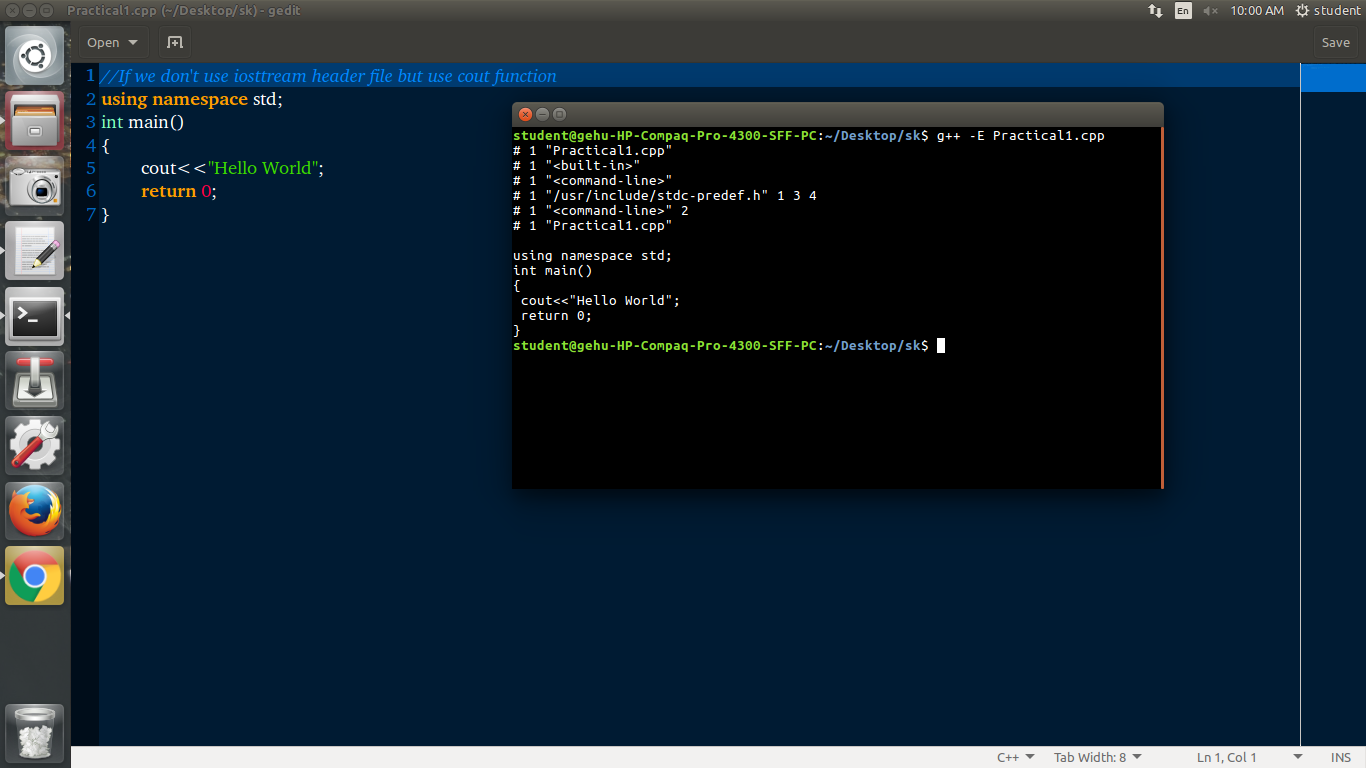 Practical1.cpp (~/Desktop/sk) - gedit
En
10:00 AM
student
Open
Save
1 //If we don't use iosttream header file but use cout function
2 using namespace std;
3 int main()
4 {
5 cout<<"Hello World";
6 return 0;
7 }
student@gehu-HP-Compaq-Pro-4300-SFF-PC:~/Desktop/sk$ g++ -E Practical1.cpp
# 1 "Practical1.cpp"
# 1 "<built-in>"
# 1 "<command-line>"
# 1 "/usr/include/stdc-predef.h" 1 3 4
# 1 "<command-line>" 2
# 1 "Practical1.cpp"
using namespace std;
int main()
{
cout<<"Hello World";
return 0;
}
student@gehu-HP-Compaq-Pro-4300-SFF-PC:~/Desktop/sk$
>_
C++
Tab Width: 8
Ln 1, Col 1
INS